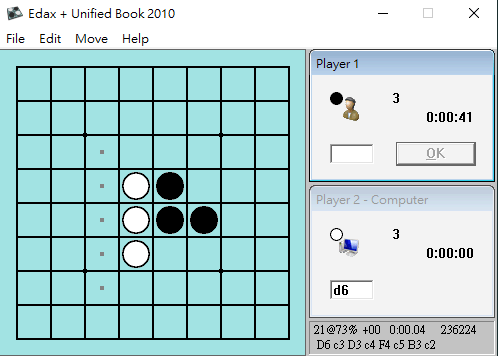 Edax + Unified Book 2010
File Edit Move Help
Player 1
3
0:00:41
OK
Player 2 - Computer
3
0:00:00
d6
21@73% +00 0:00.04 236224
D6 c3 D3 c4 F4 c5 B3 c2